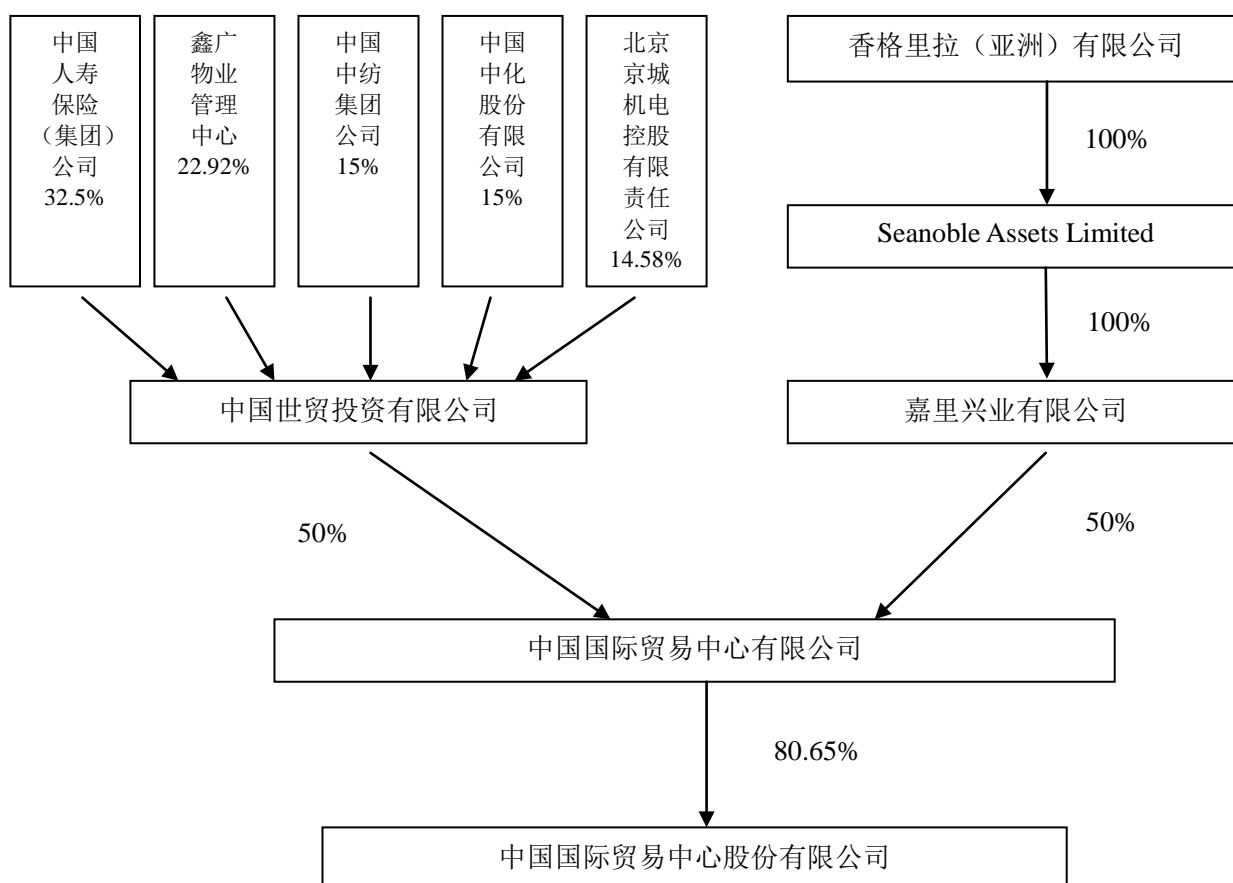 中国
人寿
保险
（集团）
公司
32.5%
鑫广
物业
管理
中心
22.92%
中国
中纺
集团
公司
15%
中国
中化
股份
有限
公司
15%
北京
京城
机电
控股
有限
责任
公司
14.58%
香格里拉（亚洲）有限公司
100%
Seanoble Assets Limited
100%
中国世贸投资有限公司
嘉里兴业有限公司
50%
50%
中国国际贸易中心有限公司
80.65%
中国国际贸易中心股份有限公司